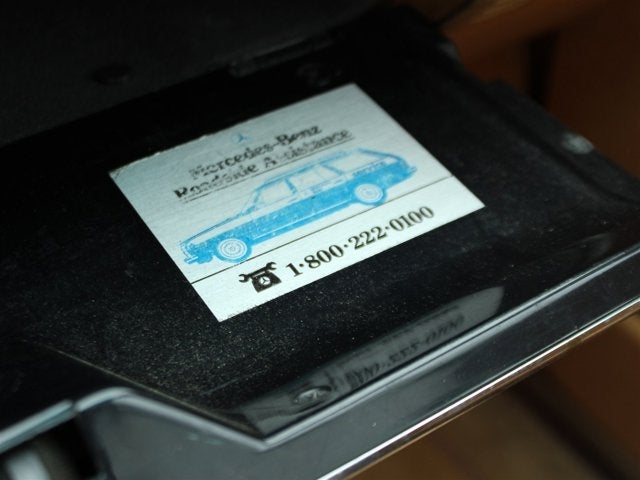 Mercedes-Benz
Roadside Assistance
1-800-222-0100